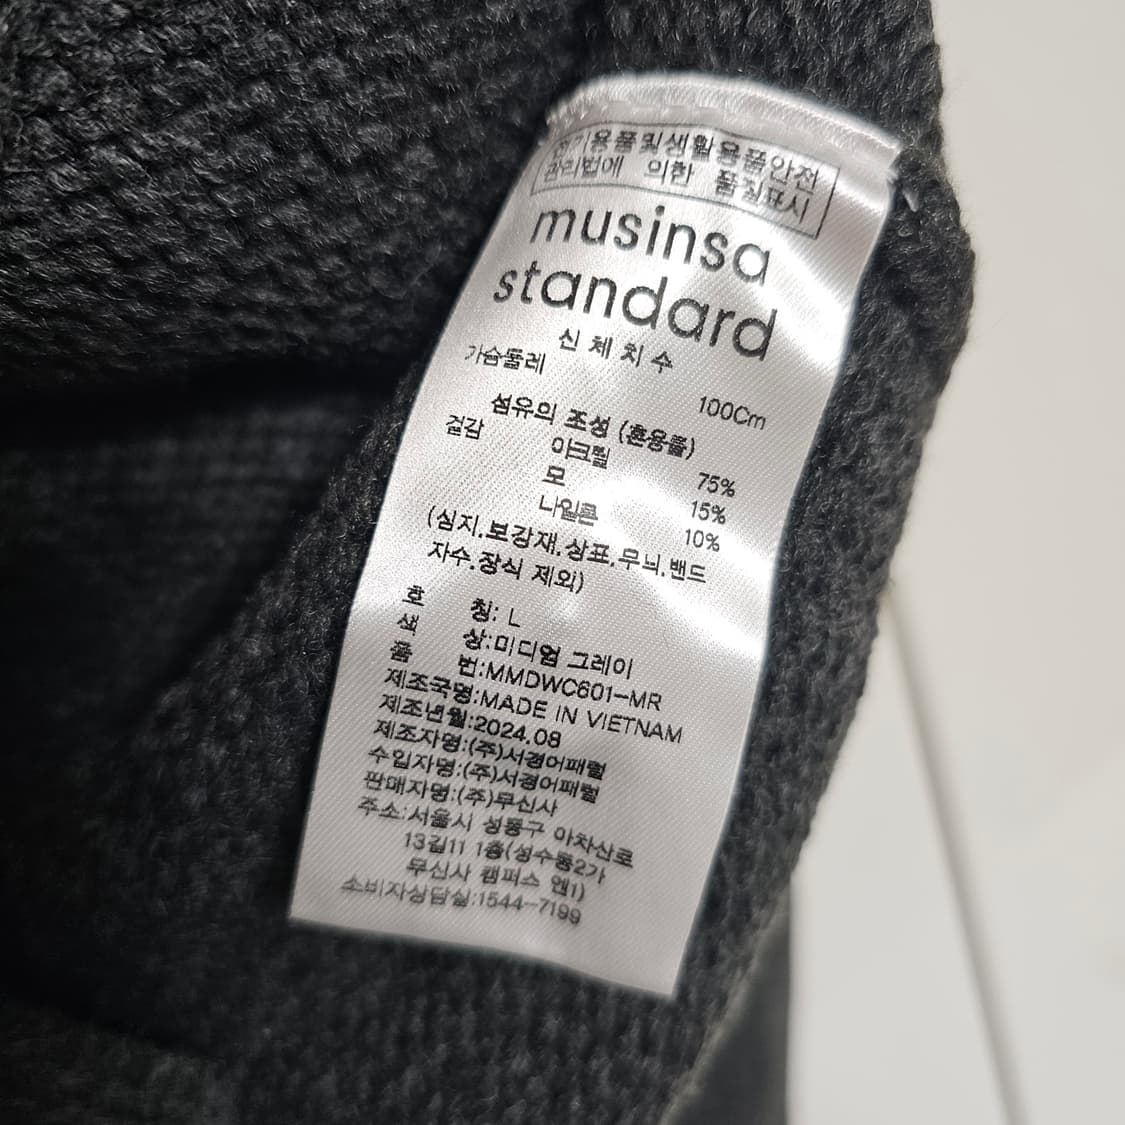 전기용품및생활용품안전
관리법에 의한 품질표시
musinsa
standard
신체치수
가슴둘레 100Cm
섬유의 조성 (혼용률)
겉감 아크릴 75%
모 15%
나일론 10%
(심지,보강재,상표,무늬,밴드
자수,장식 제외)
호 칭: L
색 상:미디엄 그레이
품 번:MMDWC601-MR
제조국명:MADE IN VIETNAM
제조년월:2024.08
제조자명:(주)서경어패럴
수입자명:(주)서경어패럴
판매자명:(주)무신사
주소:서울시 성동구 아차산로
13길11 1층(성수동2가
무신사 캠퍼스 엔1)
소비자상담실:1544-7199